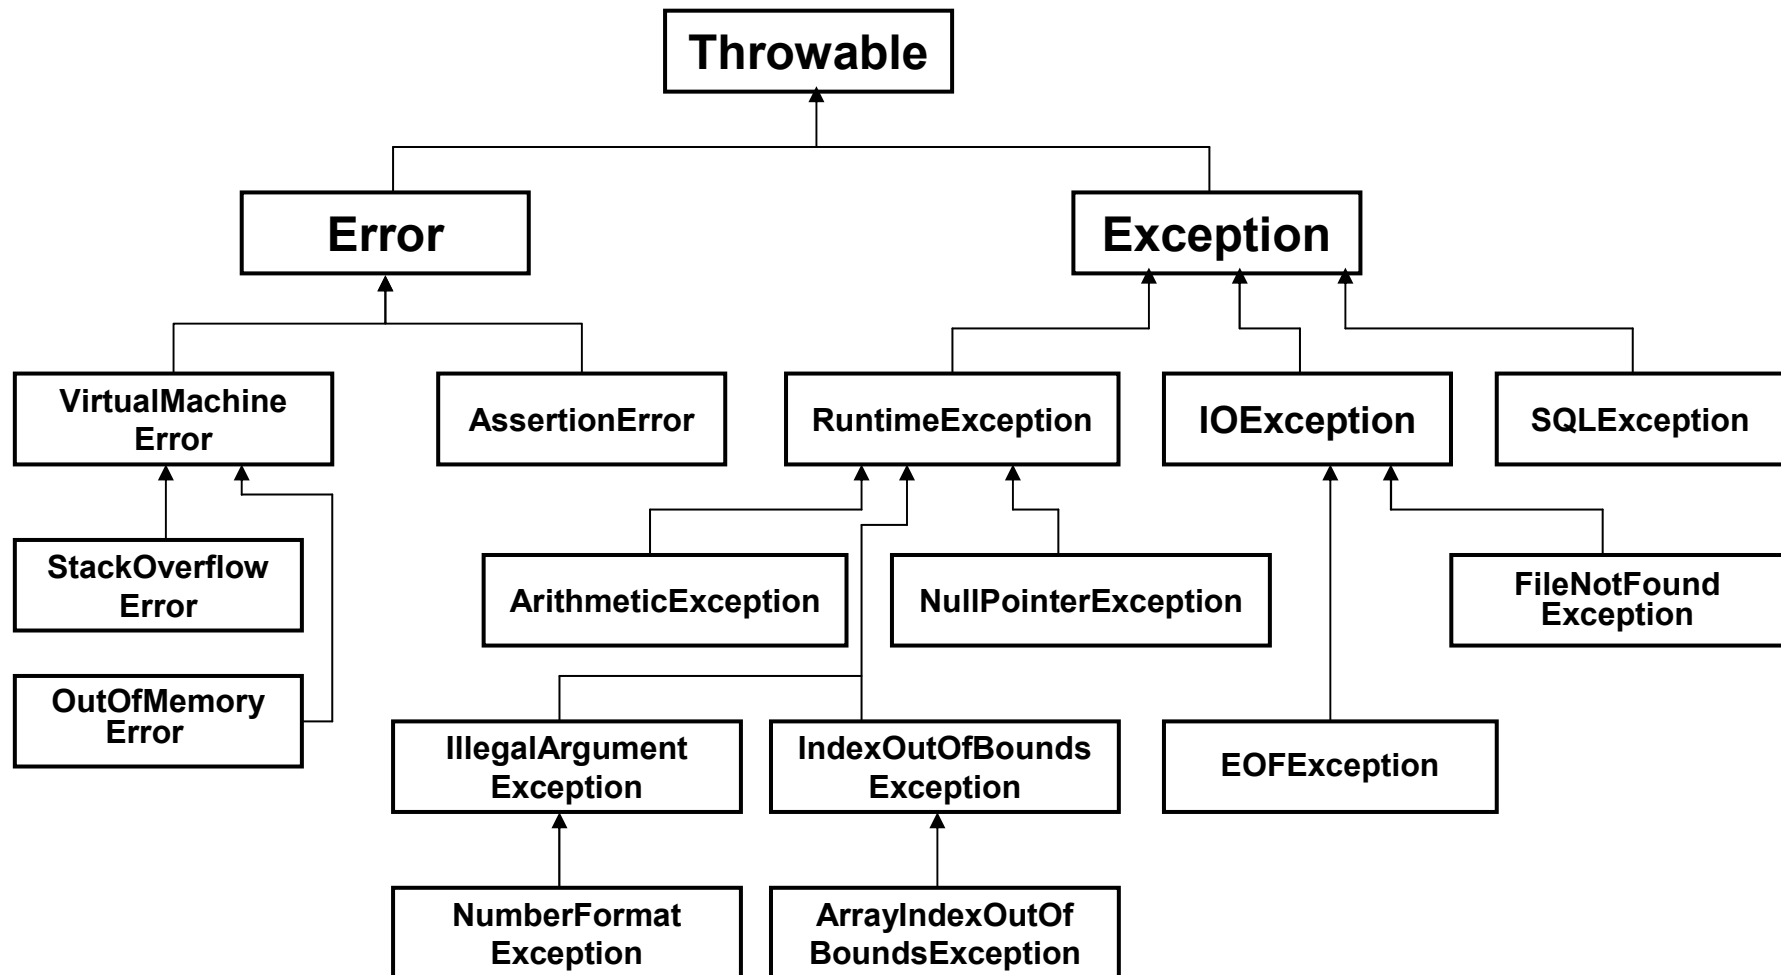 Throwable
Error
Exception
VirtualMachine
Error
AssertionError
RuntimeException
IOException
SQLException
StackOverflow
Error
ArithmeticException
NullPointerException
FileNotFound
Exception
OutOfMemory
Error
IllegalArgument
Exception
IndexOutOfBounds
Exception
EOFException
NumberFormat
Exception
ArrayIndexOutOf
BoundsException